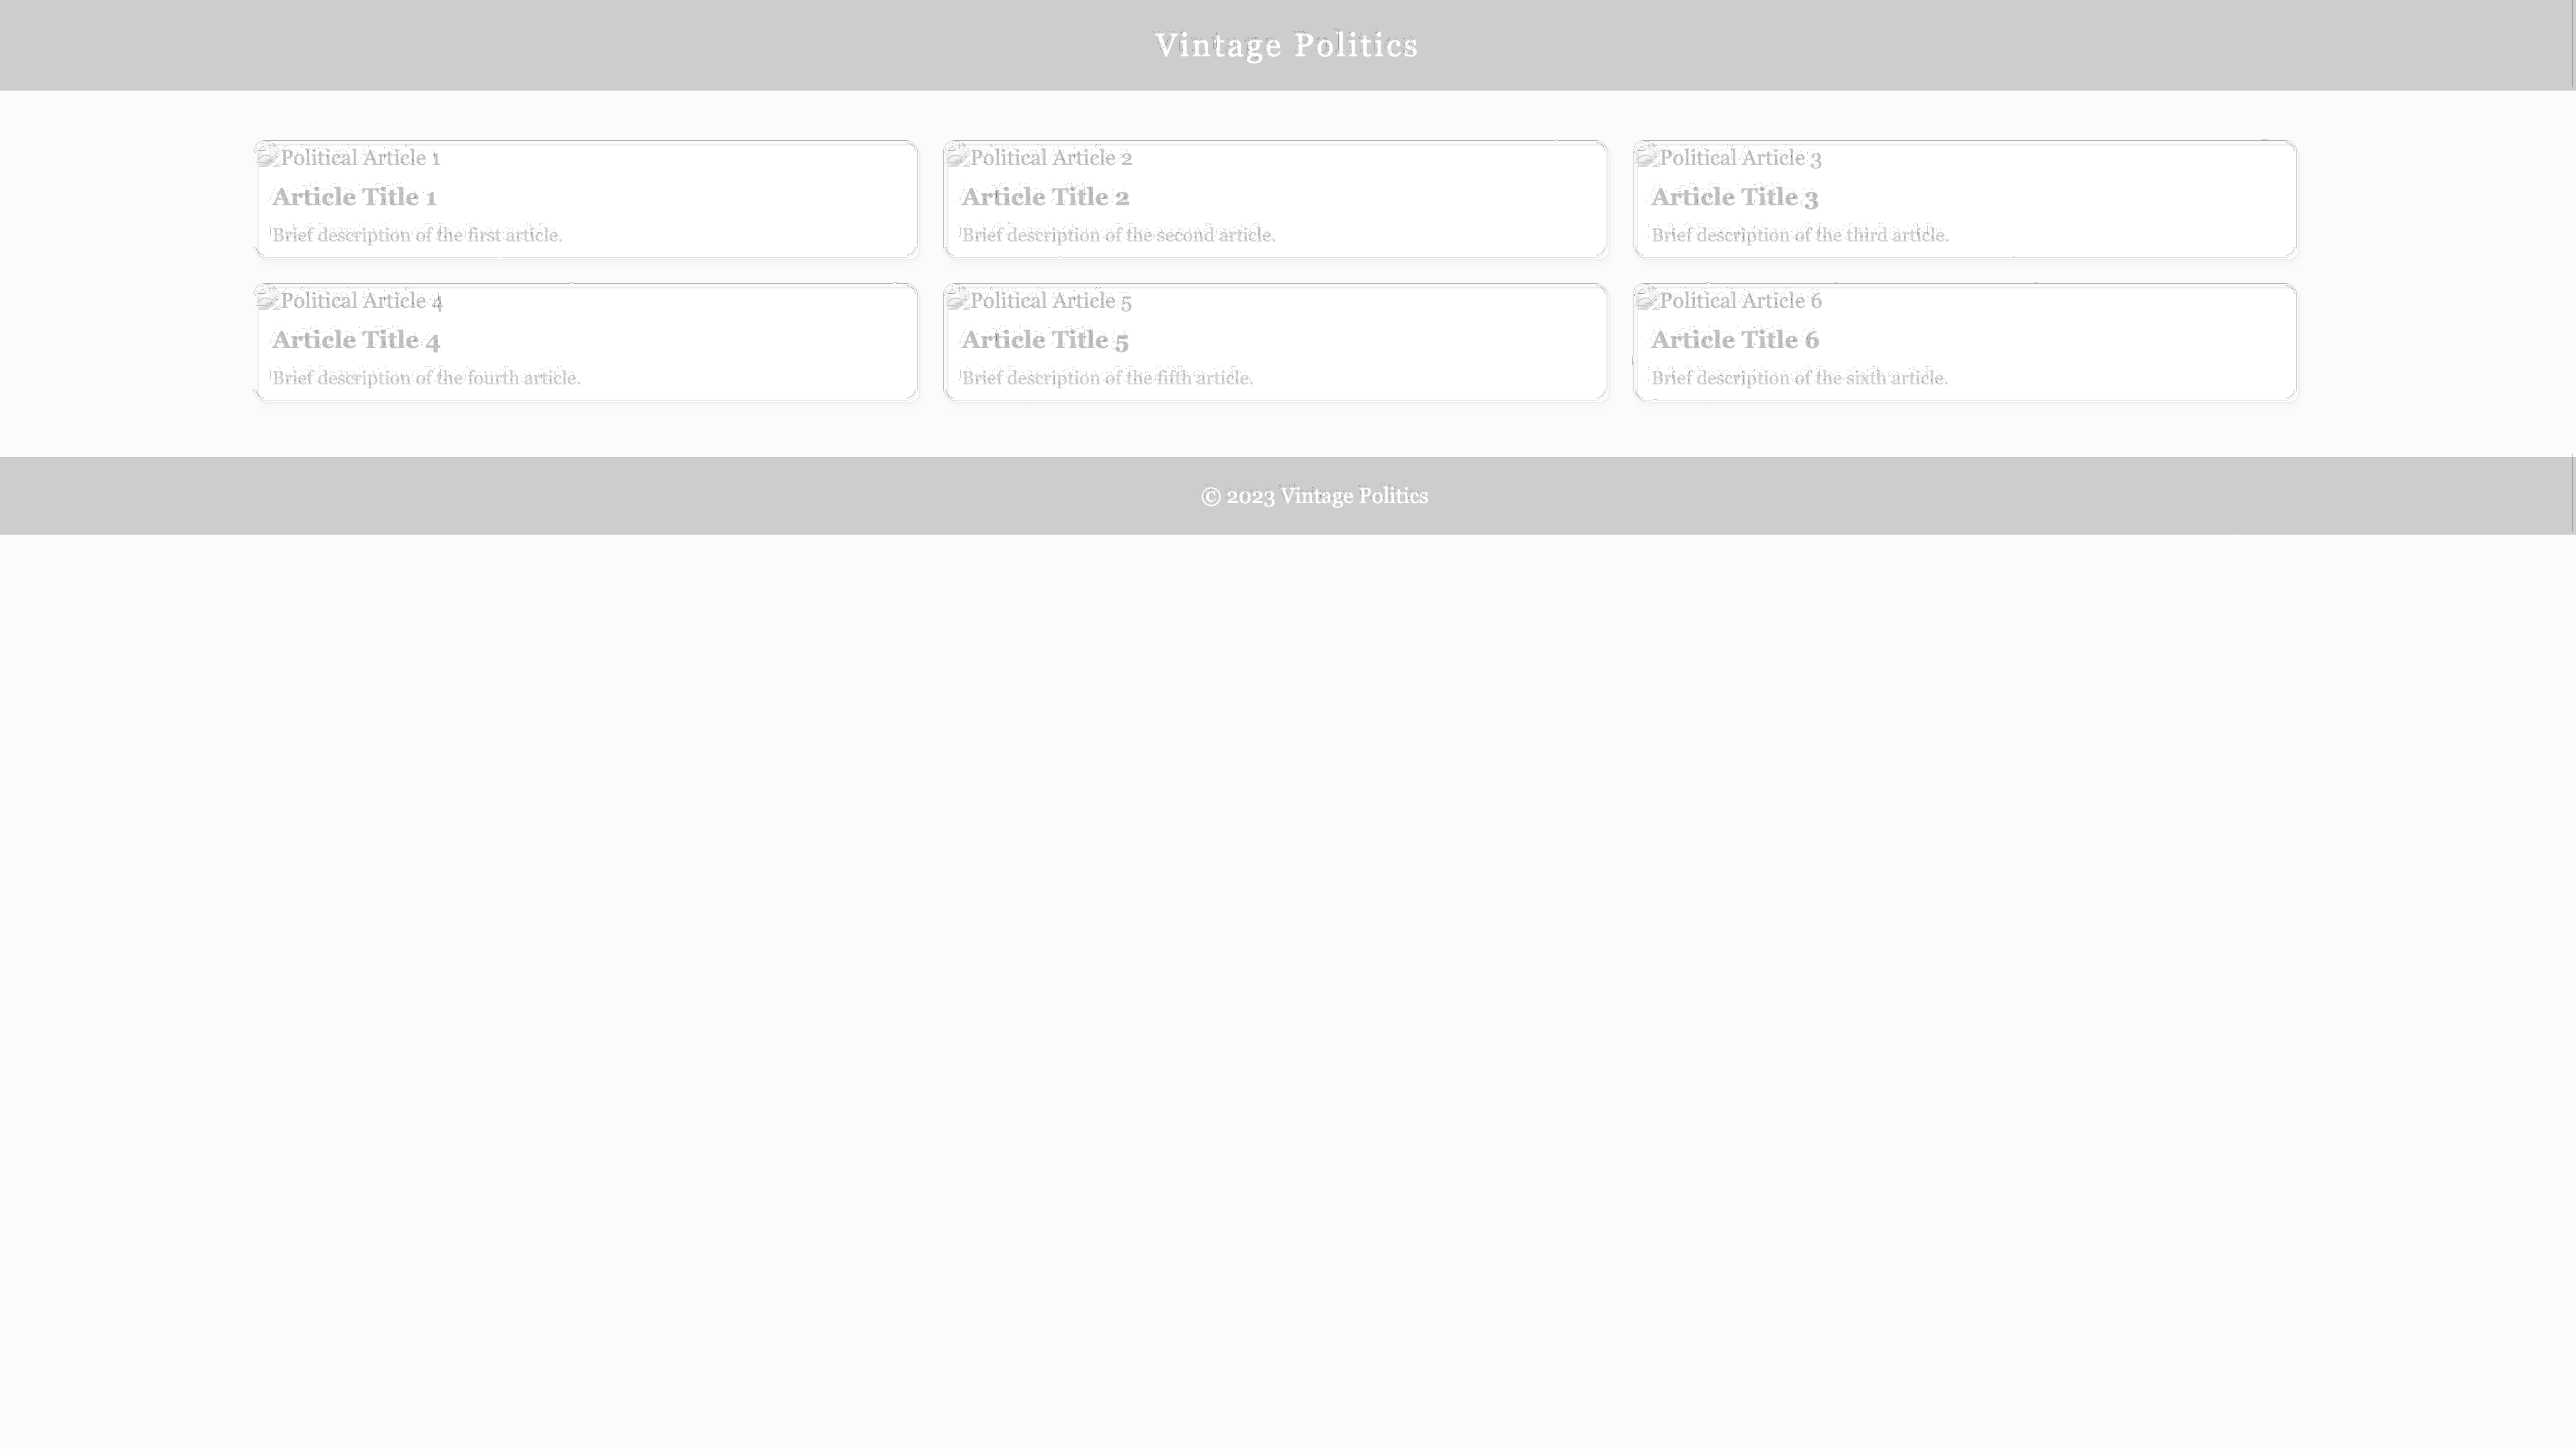 Vintage Politics
Political Article 1
Article Title 1
Brief description of the first article.
Political Article 2
Article Title 2
Brief description of the second article.
Political Article 3
Article Title 3
Brief description of the third article.
Political Article 4
Article Title 4
Brief description of the fourth article.
Political Article 5
Article Title 5
Brief description of the fifth article.
Political Article 6
Article Title 6
Brief description of the sixth article.
© 2023 Vintage Politics